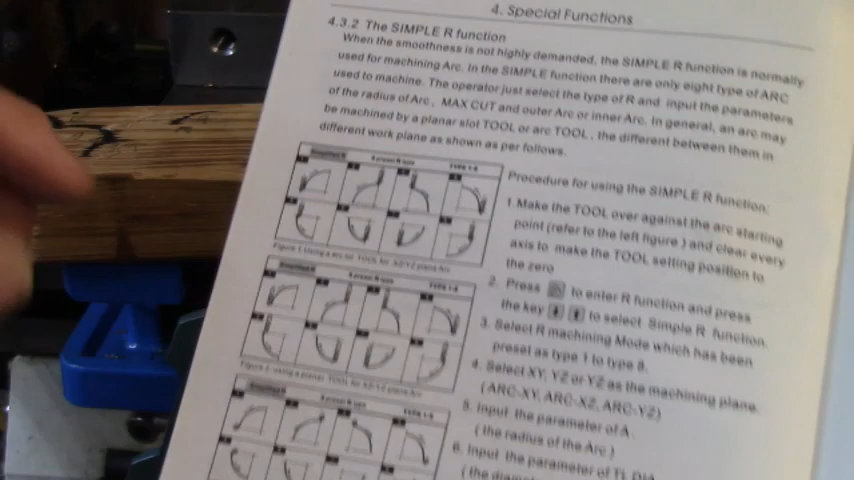 4. Special Functions
4.3.2 The SIMPLE R function
When the smoothness is not highly demanded, the SIMPLE R function is normally
used for machining Arc. In the SIMPLE function there are only eight type of ARC
used to machine. The operator just select the type of R and input the parameters
of the radius of Arc, MAX CUT and outer Arc or inner Arc. In general, an arc may
be machined by a planar slot TOOL or arc TOOL, the different between them in
different work plane as shown as per follows.
Procedure for using the SIMPLE R function:
1.Make the TOOL over against the arc starting
point (refer to the left figure) and clear every
axis to make the TOOL setting position to
the zero
2. Press to enter R function and press
the key to select Simple R function.
3. Select R machining Mode which has been
preset as type 1 to type 8.
4. Select XY, YZ or YZ as the machining plane.
(ARC-XY, ARC-XZ, ARC-YZ)
5. Input the parameter of A.
(the radius of the Arc)
6. Input the parameter of TL DIA
(the